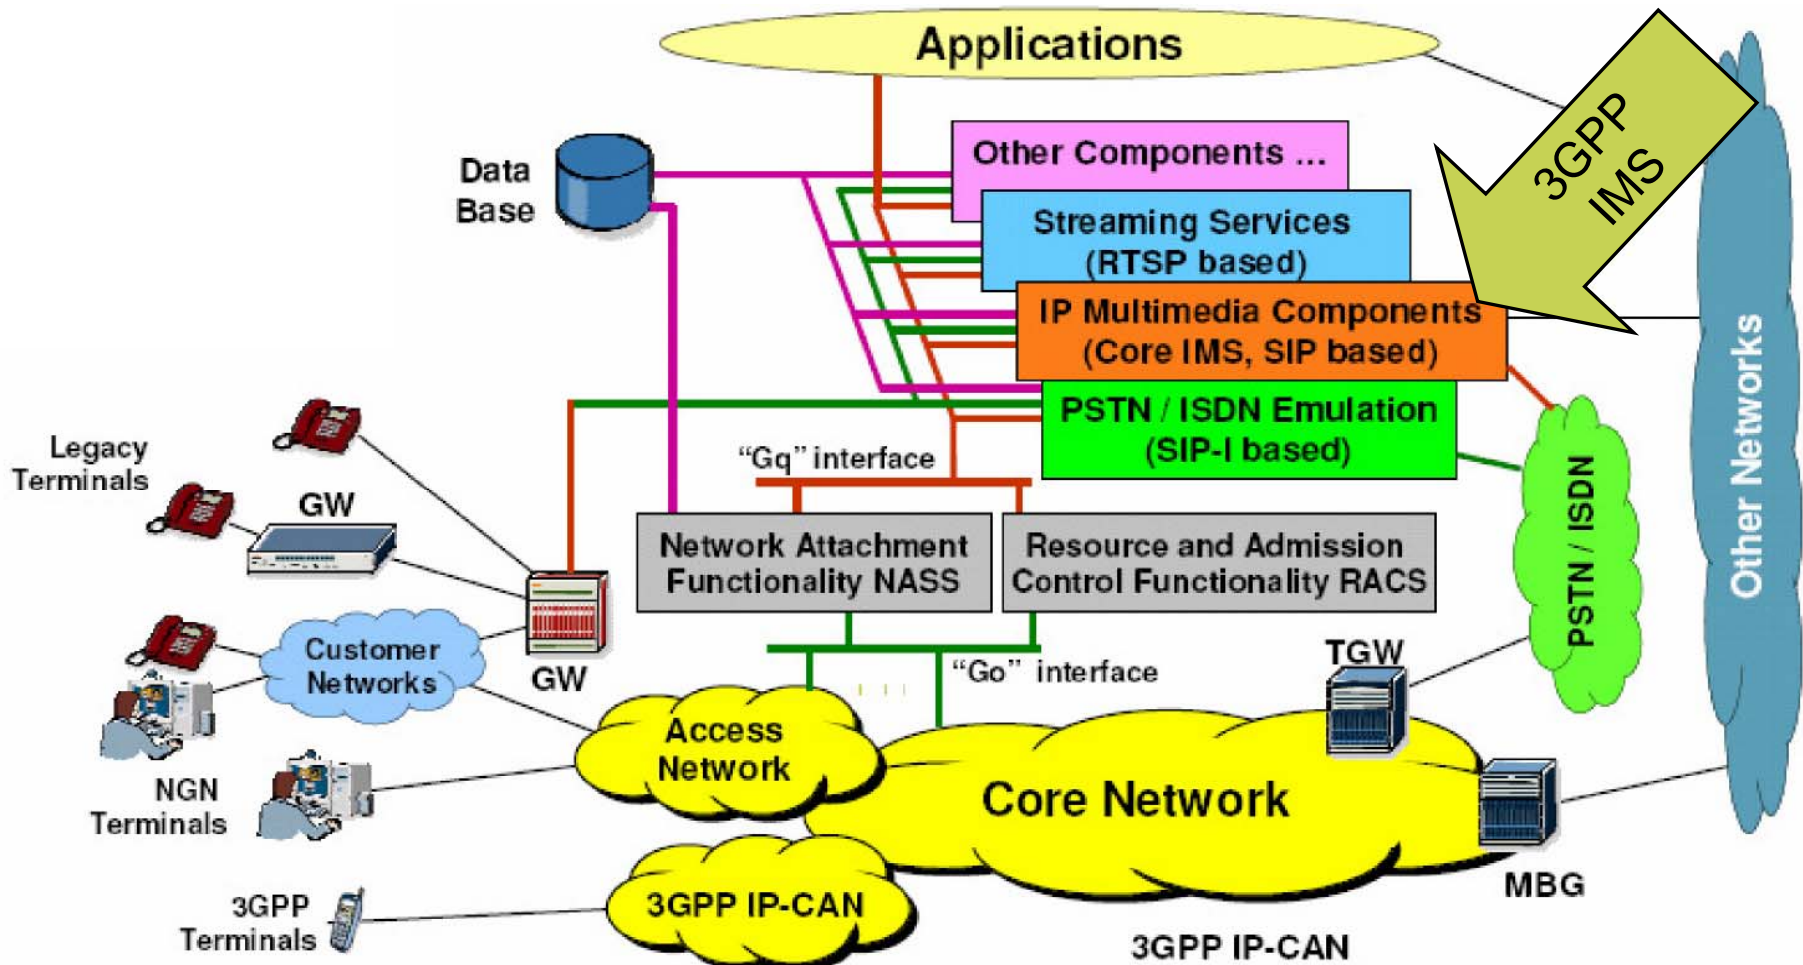 Applications
3GPP
IMS
Other Components ...
Data
Base
Streaming Services
(RTSP based)
IP Multimedia Components
(Core IMS, SIP based)
Other Networks
PSTN / ISDN Emulation
(SIP-I based)
Legacy
Terminals
“Gq” interface
GW
PSTN / ISDN
Network Attachment
Functionality NASS
Resource and Admission
Control Functionality RACS
Customer
Networks
GW
“Go” interface
TGW
Access
Network
NGN
Terminals
Core Network
MBG
3GPP
Terminals
3GPP IP-CAN
3GPP IP-CAN